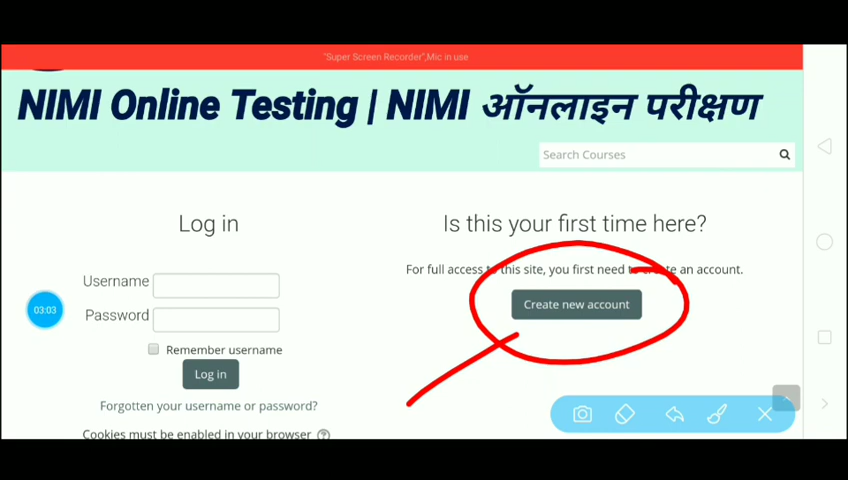 "Super Screen Recorder",Mic in use
NIMI Online Testing | NIMI ऑनलाइन परीक्षण
Search Courses
Log in
Is this your first time here?
For full access to this site, you first need to create an account.
Username
Create new account
03:03
Password
Remember username
Log in
Forgotten your username or password?
Cookies must be enabled in your browser ?